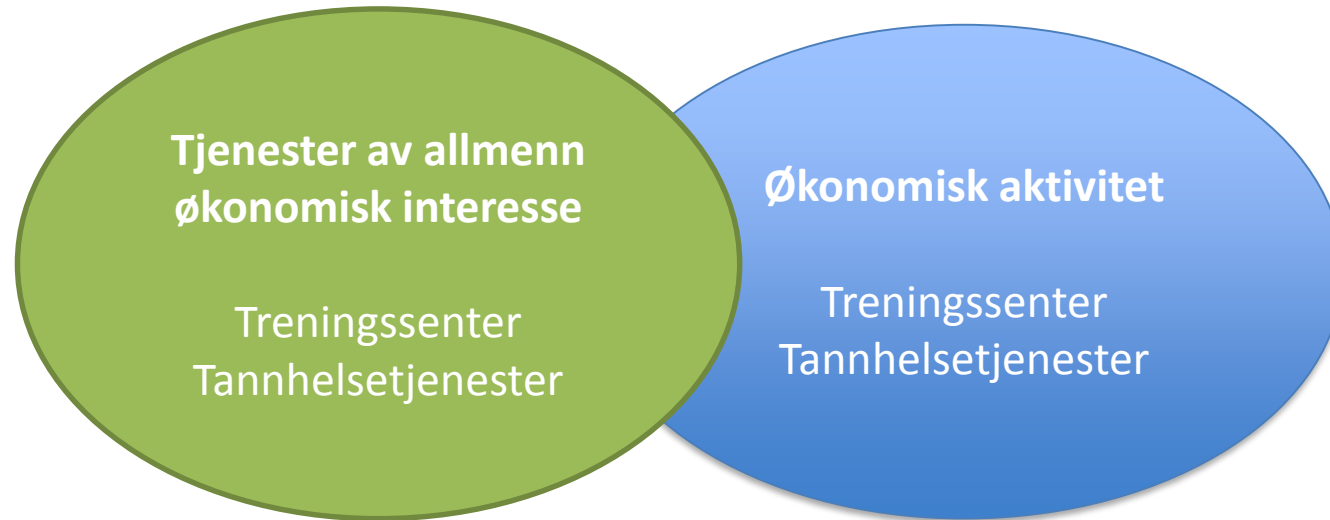 Tjenester av allmenn
økonomisk interesse
Treningssenter
Tannhelsetjenester
Økonomisk aktivitet
Treningssenter
Tannhelsetjenester